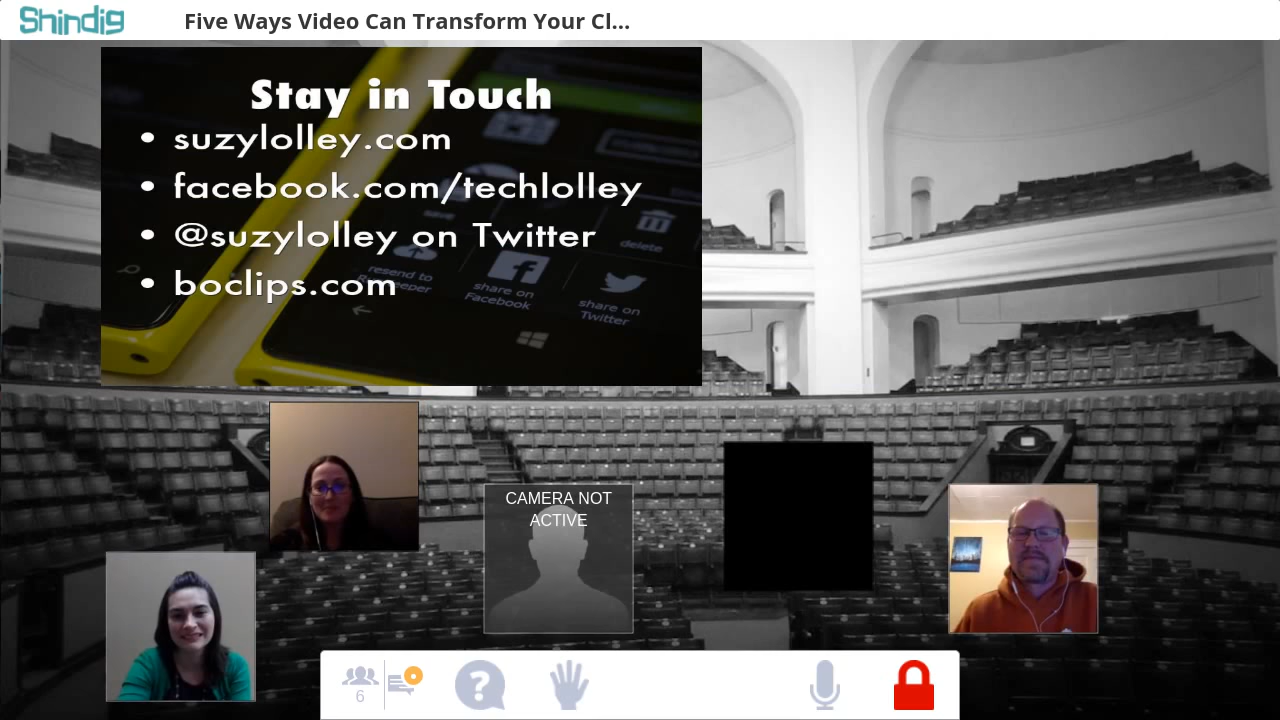 Shindig
Five Ways Video Can Transform Your Cl...
Stay in Touch
• suzylolley.com
• facebook.com/techlolley
• @suzylolley on Twitter
• boclips.com
save
delete
resend to
share on
Facebook
share on
Twitter
CAMERA NOT
ACTIVE
6